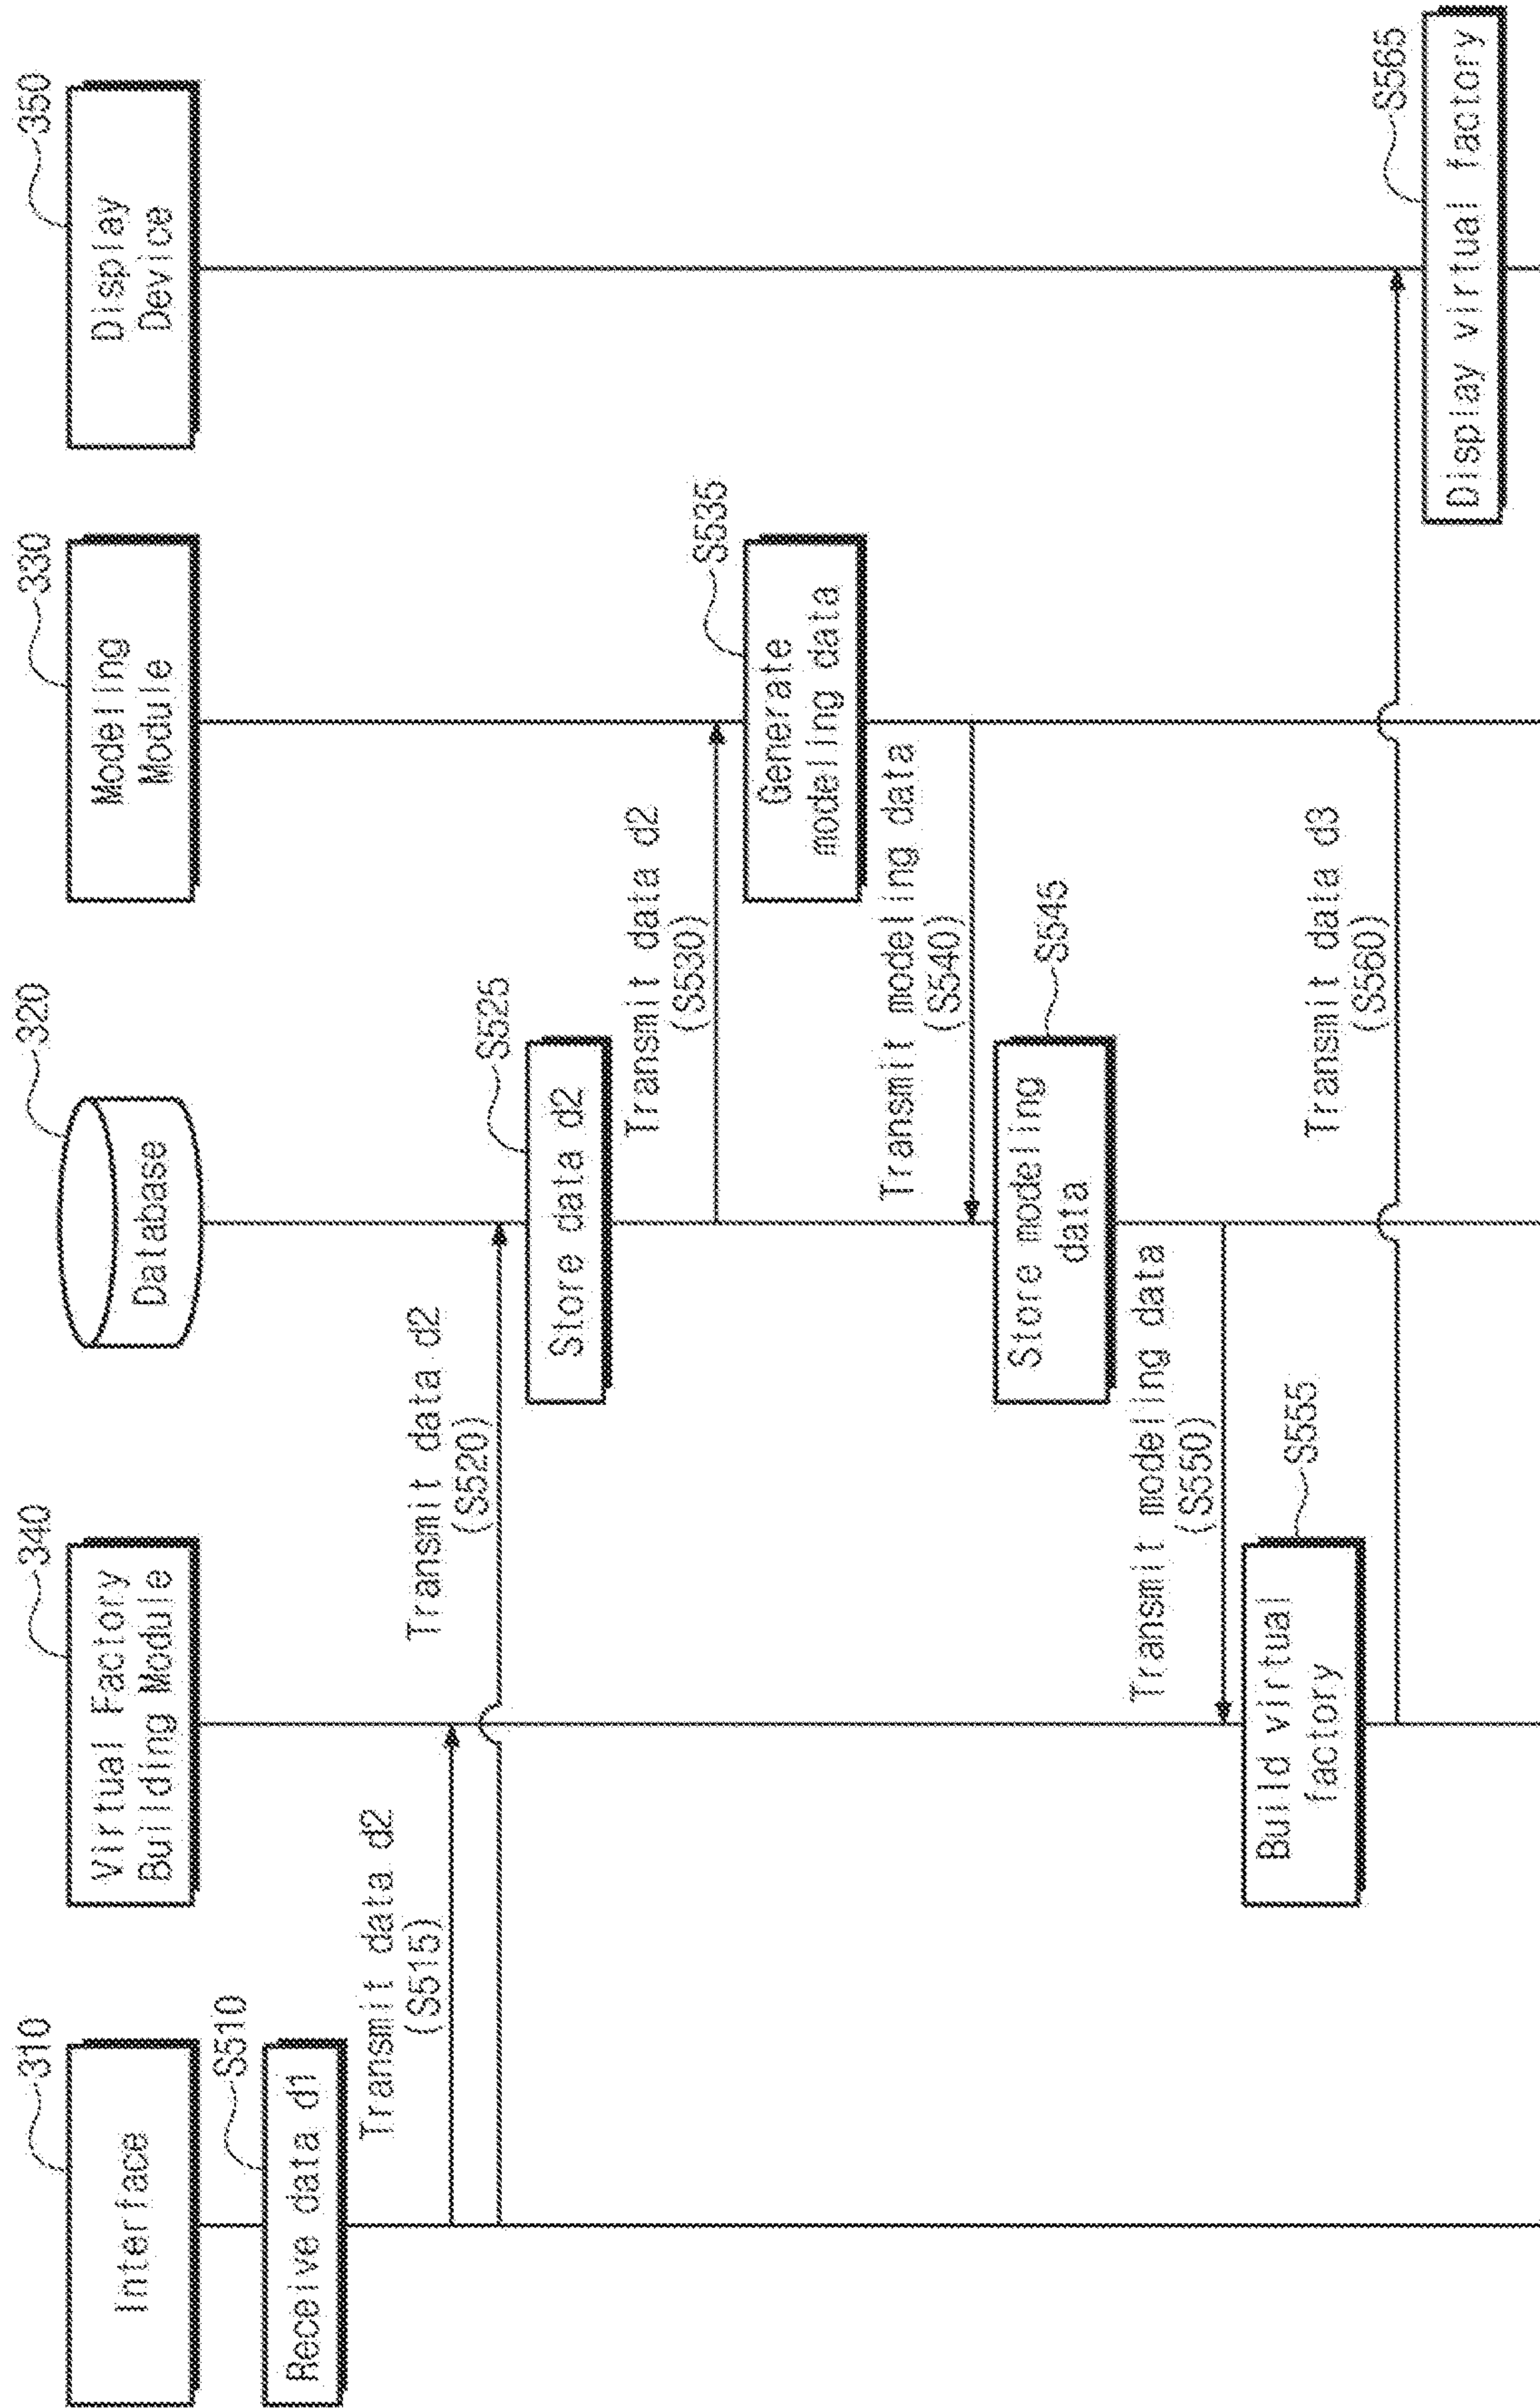 310
Interface
340
Virtual Factory
Building Module
320
Database
330
Modeling
Module
350
Display
Device
S510
Receive data d1
Transmit data d2
(S515)
Transmit data d2
(S520)
S525
Store data d2
Transmit data d2
(S530)
S535
Generate
modeling data
Transmit modeling data
(S540)
S545
Store modeling
data
Transmit modeling data
(S550)
S555
Build virtual
factory
Transmit data d3
(S560)
S565
Display virtual factory